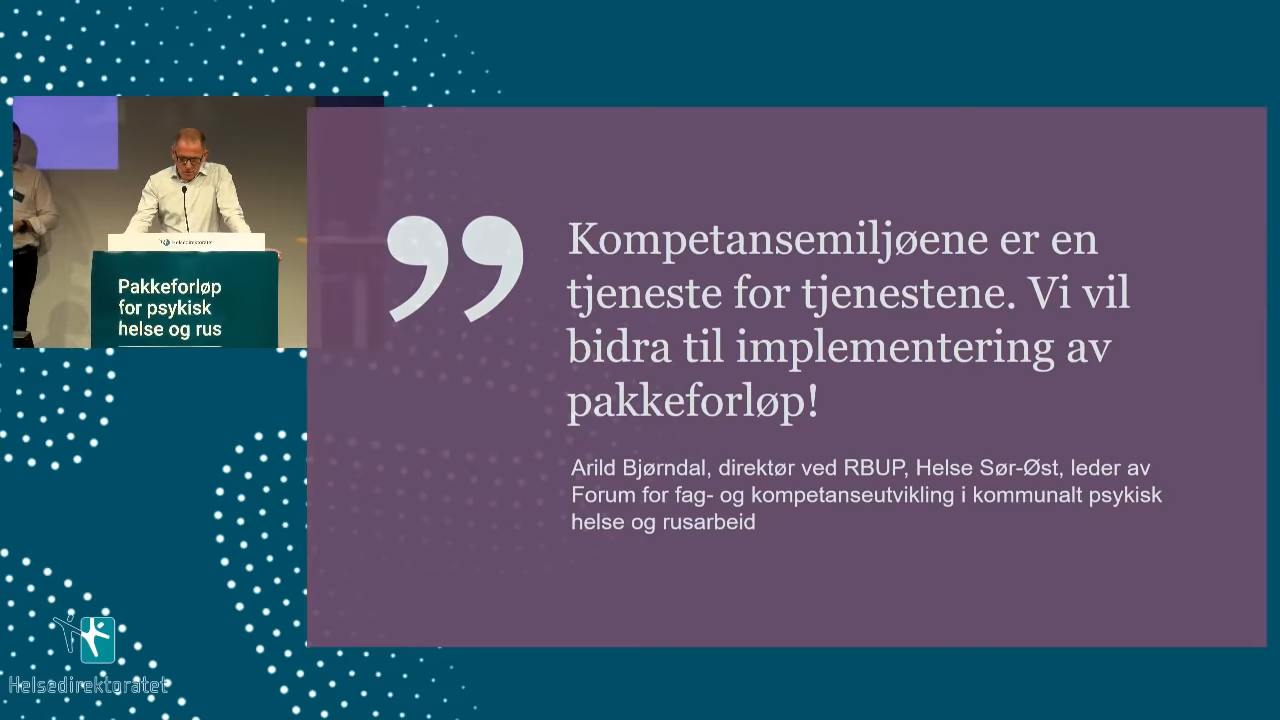 Helsedirektoratet
Pakkeforløp
for psykisk
helse og rus
Kompetansemiljøene er en
tjeneste for tjenestene. Vi vil
bidra til implementering av
pakkeforløp!
Arild Bjørndal, direktør ved RBUP, Helse Sør-Øst, leder av
Forum for fag- og kompetanseutvikling i kommunalt psykisk
helse og rusarbeid
Helsedirektoratet